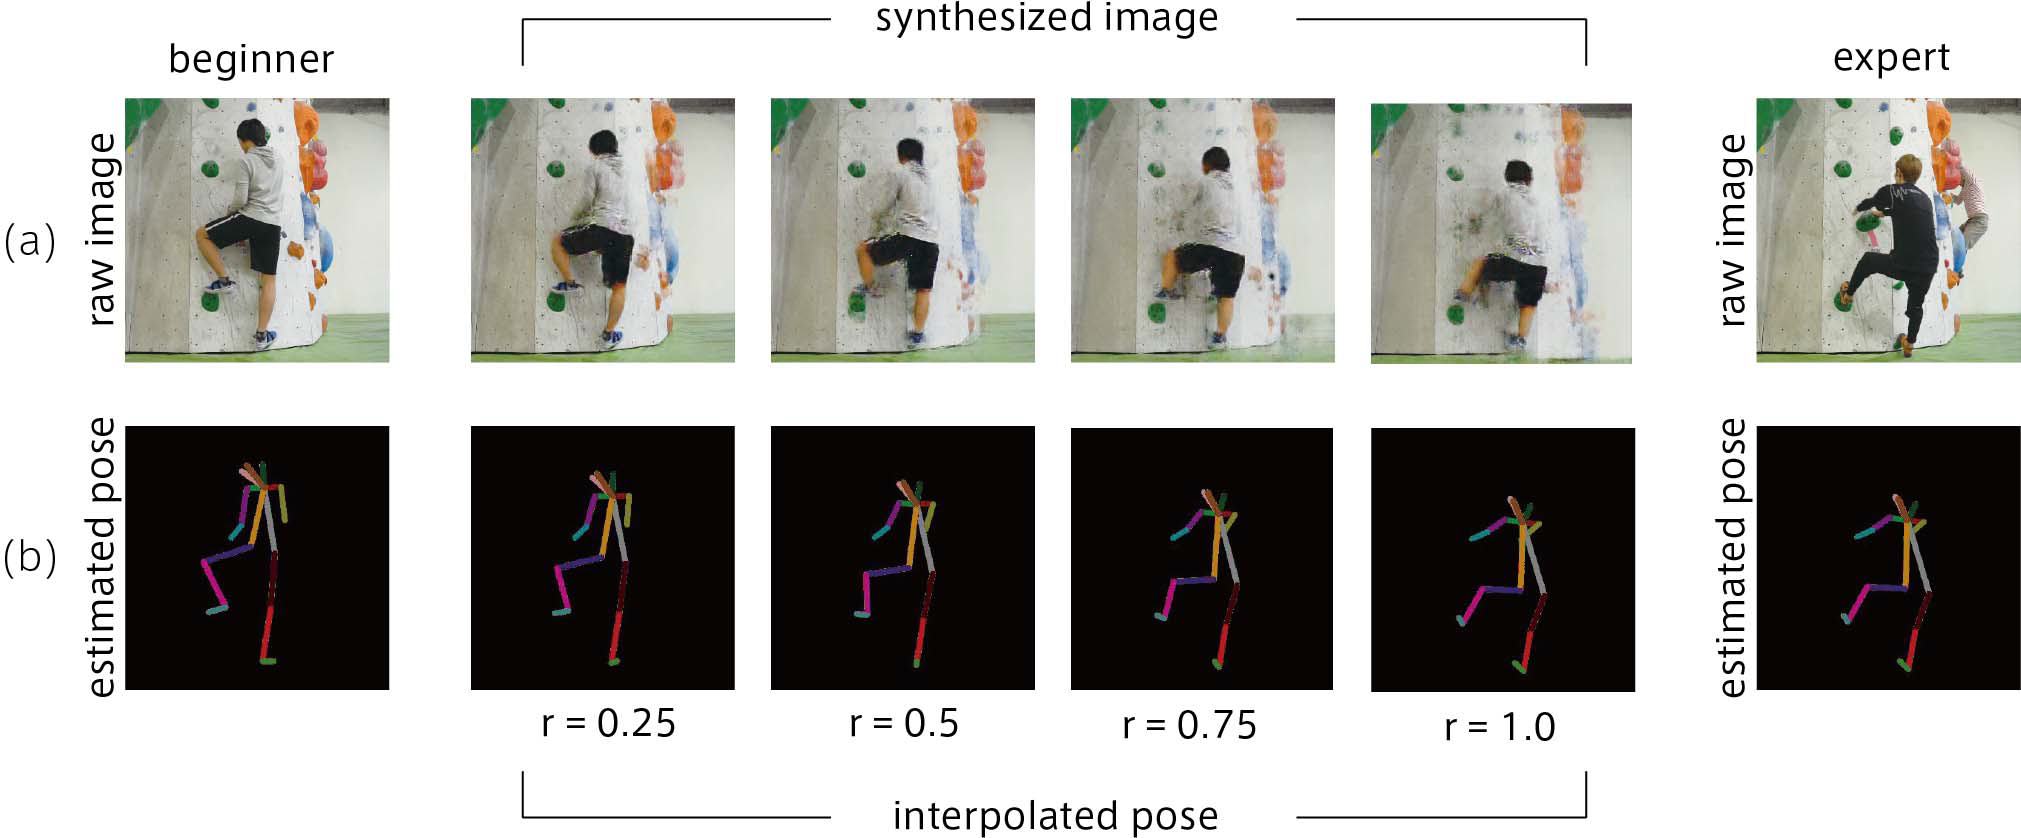 synthesized image
beginner
expert
(a)
raw image
raw image
(b)
estimated pose
estimated pose
r = 0.25
r = 0.5
r = 0.75
r = 1.0
interpolated pose